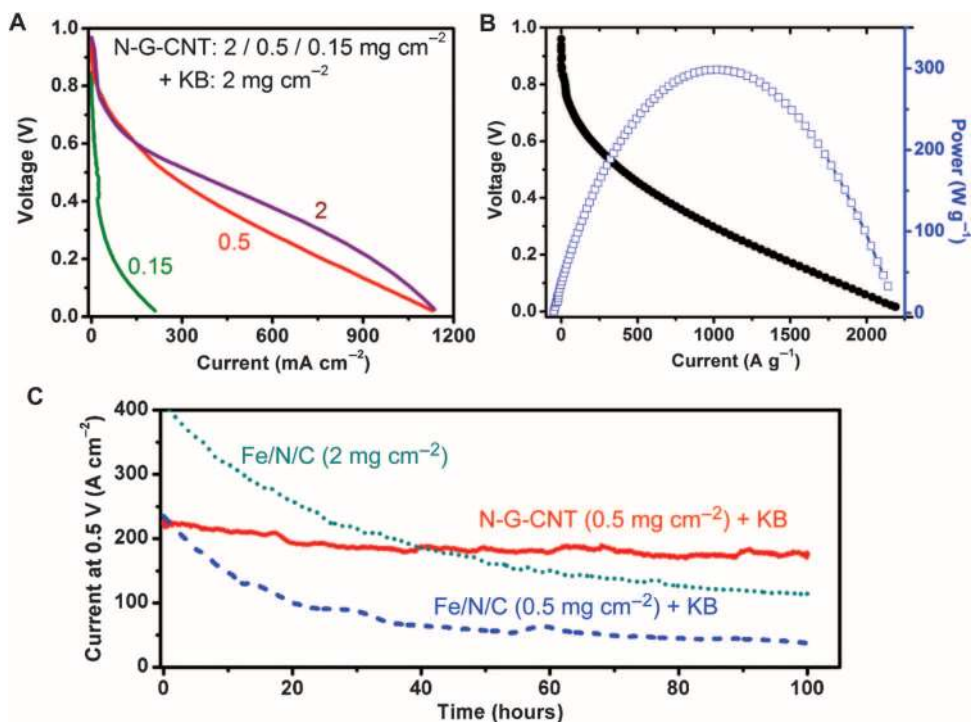 A
N-G-CNT: 2 / 0.5 / 0.15 mg cm⁻²
+ KB: 2 mg cm⁻²
1.0
0.8
0.6
0.4
0.2
0.0
Voltage (V)
2
0.5
0.15
0 300 600 900 1200
Current (mA cm⁻²)
B
1.0
0.8
0.6
0.4
0.2
0.0
Voltage (V)
300
200
100
0
Power (W g⁻¹)
0 500 1000 1500 2000
Current (A g⁻¹)
C
400
300
200
100
0
Current at 0.5 V (A cm⁻²)
Fe/N/C (2 mg cm⁻²)
N-G-CNT (0.5 mg cm⁻²) + KB
Fe/N/C (0.5 mg cm⁻²) + KB
0 20 40 60 80 100
Time (hours)